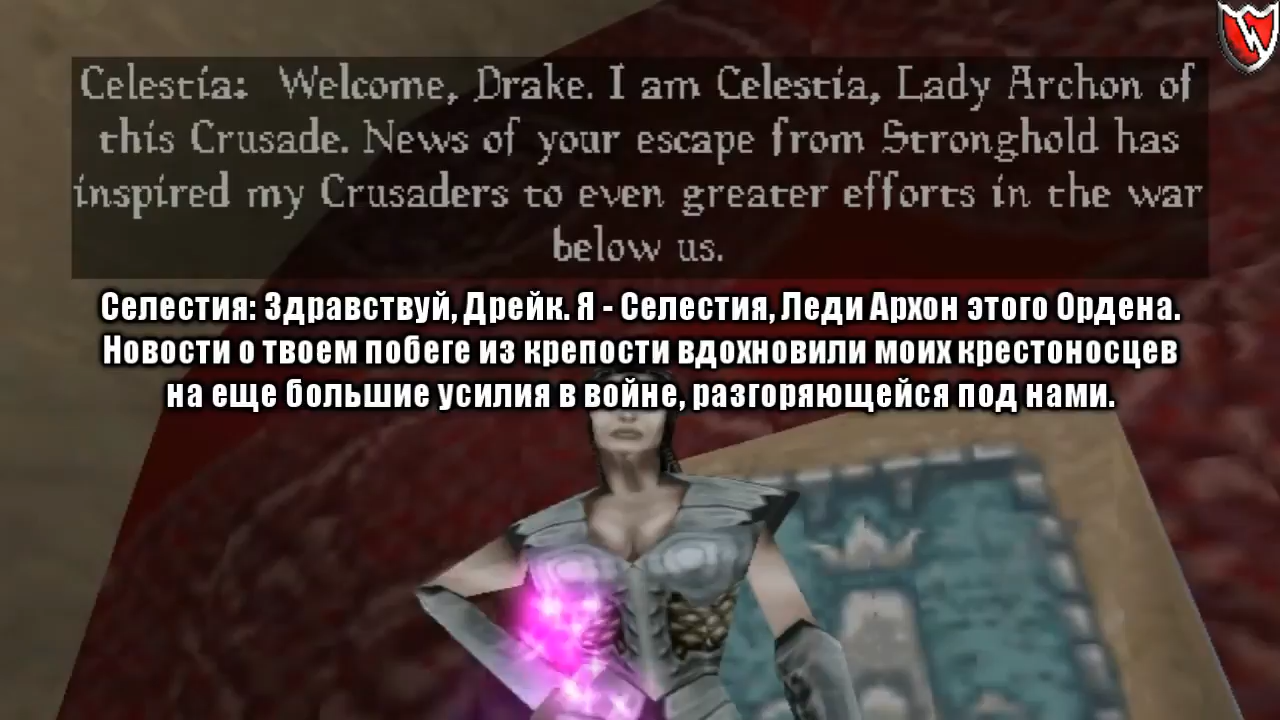 Celestia: Welcome, Drake. I am Celestia, Lady Archon of
this Crusade. News of your escape from Stronghold has
inspired my Crusaders to even greater efforts in the war
below us.
Селестия: Здравствуй, Дрейк. Я - Селестия, Леди Архон этого Ордена.
Новости о твоем побеге из крепости вдохновили моих крестоносцев
на еще большие усилия в войне, разгоряющейся под нами.
W